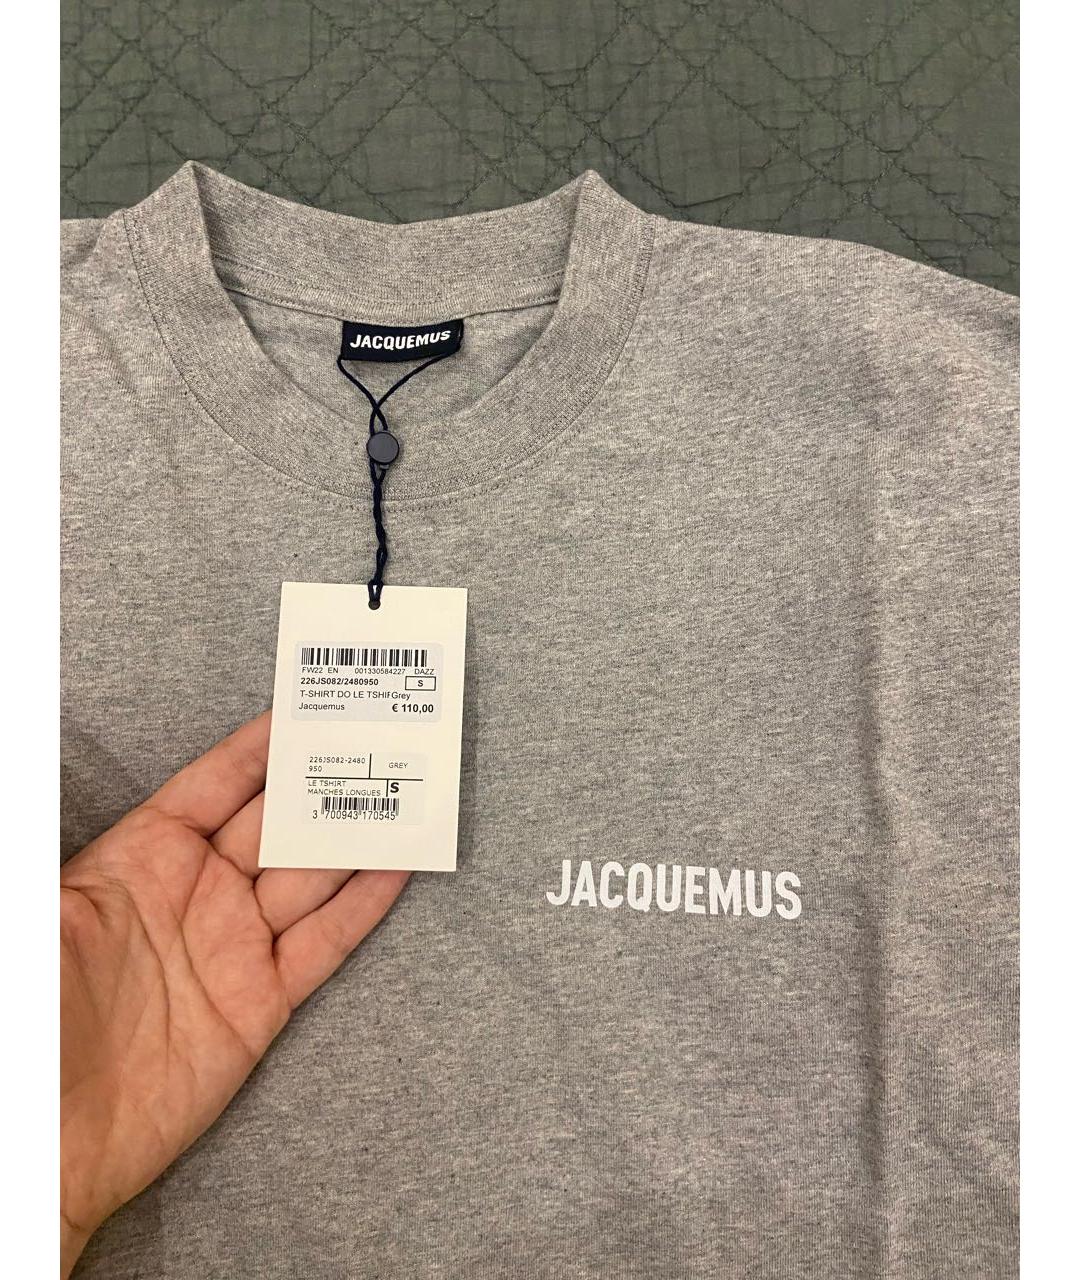 JACQUEMUS
FW22 EN 001330584227 DAZZ
226JS082/2480950 S
T-SHIRT DO LE TSHIFGrey
Jacquemus € 110,00
226JS082-2480
950
GREY
LE TSHIRT
MANCHES LONGUES
S
3 700943 170545
JACQUEMUS